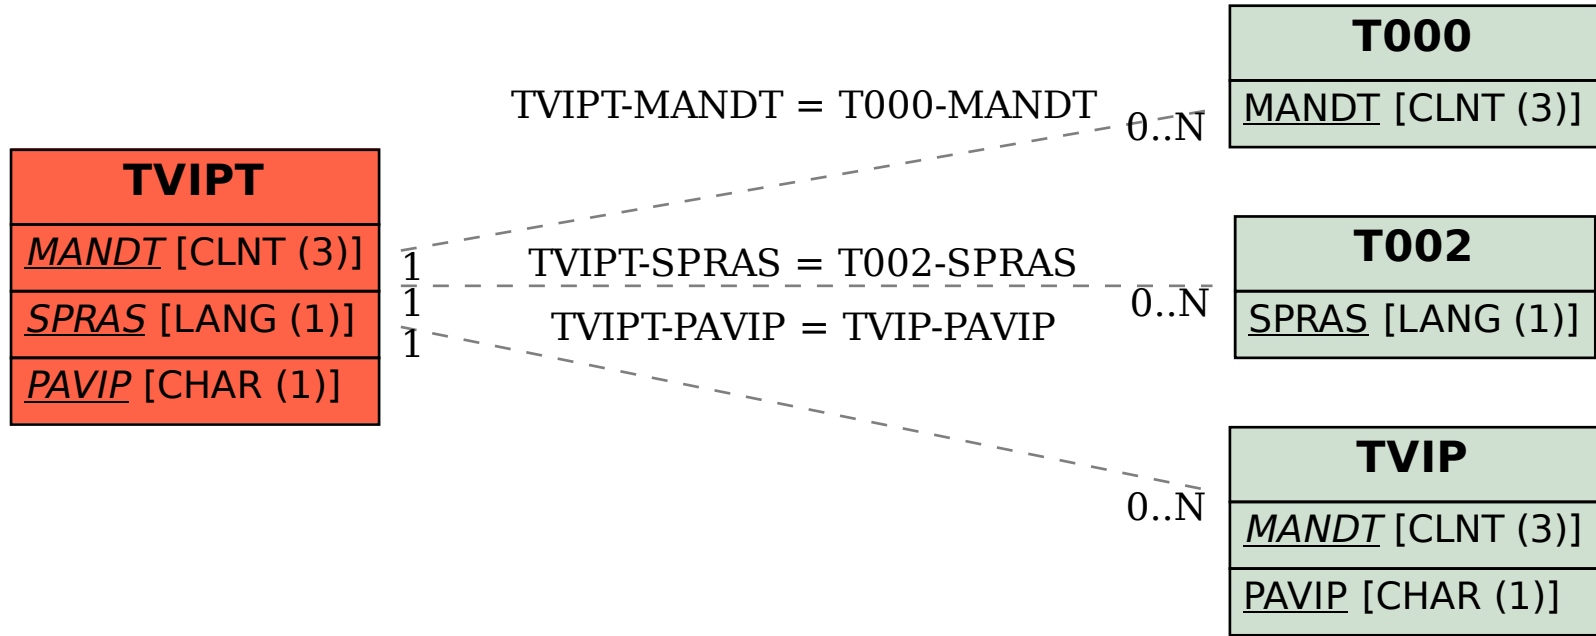 TVIPT
MANDT [CLNT (3)]
SPRAS [LANG (1)]
PAVIP [CHAR (1)]
TVIPT-MANDT = T000-MANDT
1
0..N
TVIPT-SPRAS = T002-SPRAS
1
0..N
TVIPT-PAVIP = TVIP-PAVIP
1
0..N
T000
MANDT [CLNT (3)]
T002
SPRAS [LANG (1)]
TVIP
MANDT [CLNT (3)]
PAVIP [CHAR (1)]